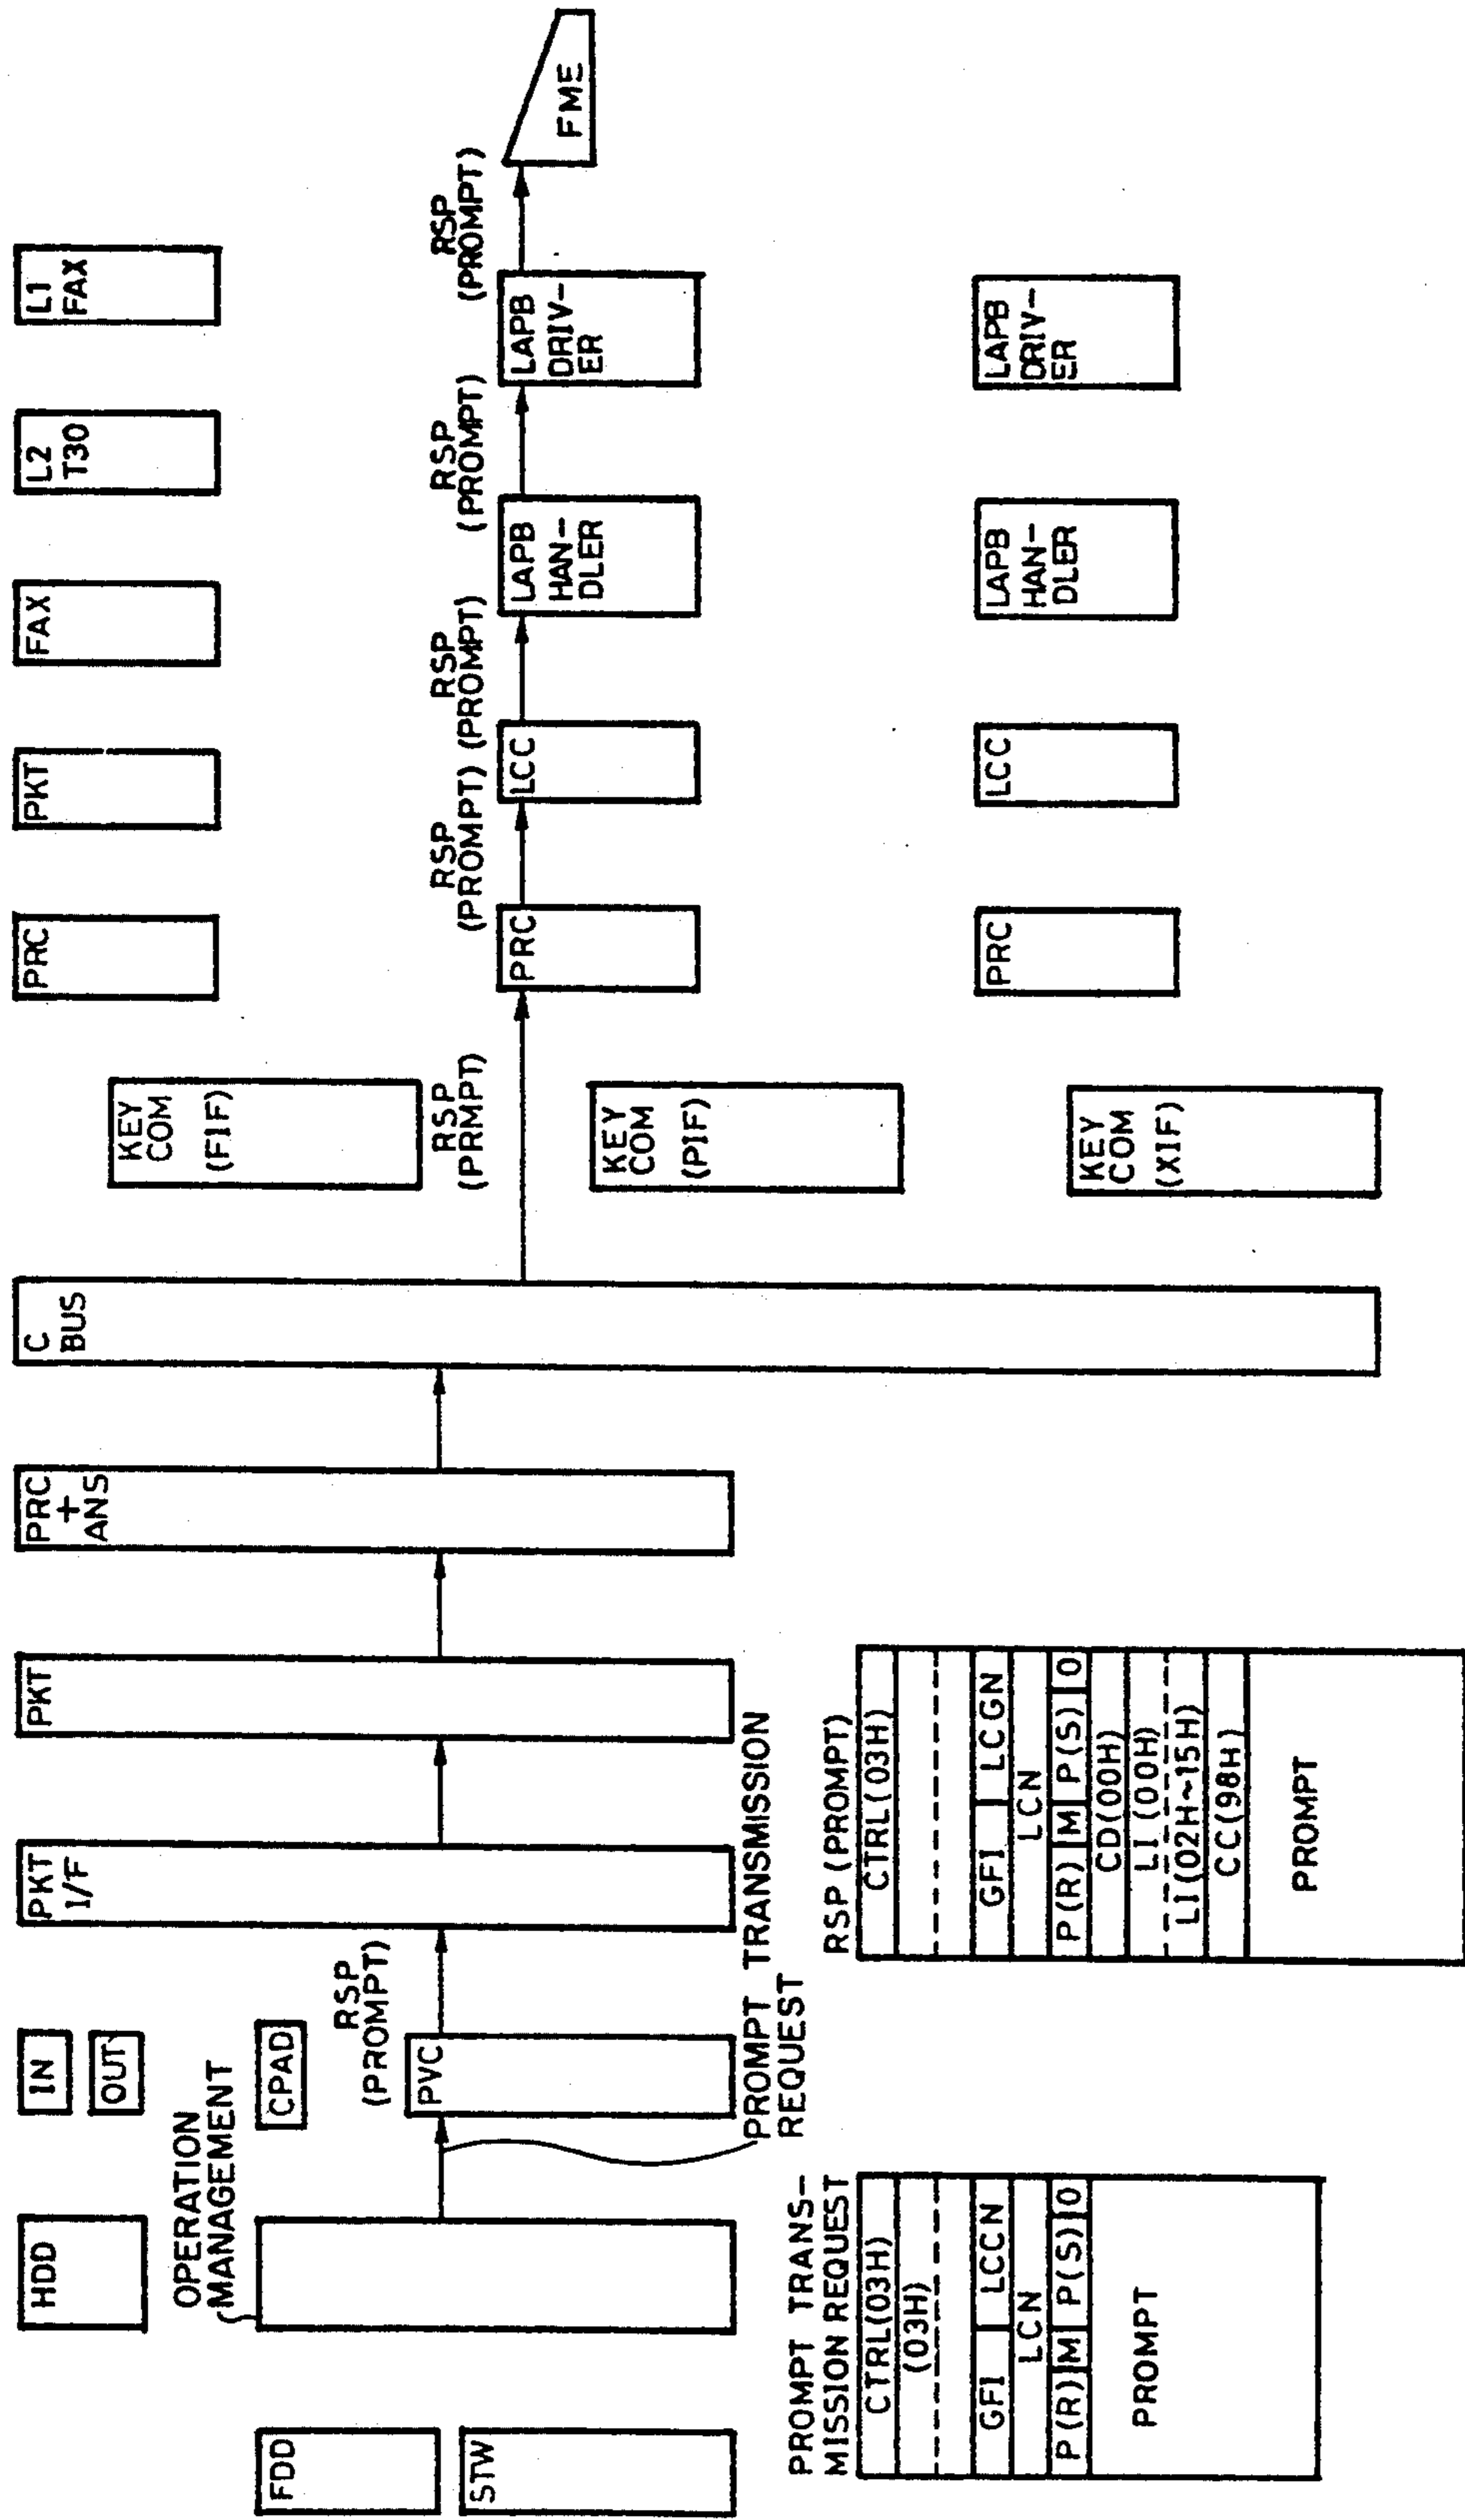 HDD
IN
OUT
PKT
I/F
PKT
PRC
+
ANS
C
BUS
PRC
PKT
FAX
L2
T30
L1
FAX
KEY
COM
(FIF)
OPERATION
MANAGEMENT
FDD
STW
CPAD
RSP
(PROMPT)
PVC
RSP
(PRMPT)
RSP
(PROMPT)
RSP
(PROMPT)
RSP
(PROMPT)
RSP
(PROMPT)
PRC
LCC
LAPB
HAN-
DLER
LAPB
DRIV-
ER
FME
KEY
COM
(PIF)
PROMPT TRANSMISSION
REQUEST
PRC
LCC
LAPB
HAN-
DLER
LAPB
DRIV-
ER
KEY
COM
(XIF)
PROMPT TRANS-
MISSION REQUEST
CTRL(03H)
(03H)
GFI LCCN
LCN
P(R) M P(S) 0
PROMPT
RSP (PROMPT)
CTRL(03H)
GFI LCGN
LCN
P(R) M P(S) 0
CD(00H)
LI(00H)
LI(02H~15H)
CC(98H)
PROMPT